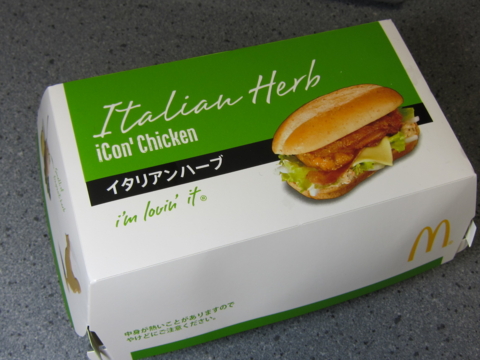 Italian Herb
iCon' Chicken
イタリアンハーブ
i'm lovin' it®
中身が熱いことがありますので
やけどにご注意ください。